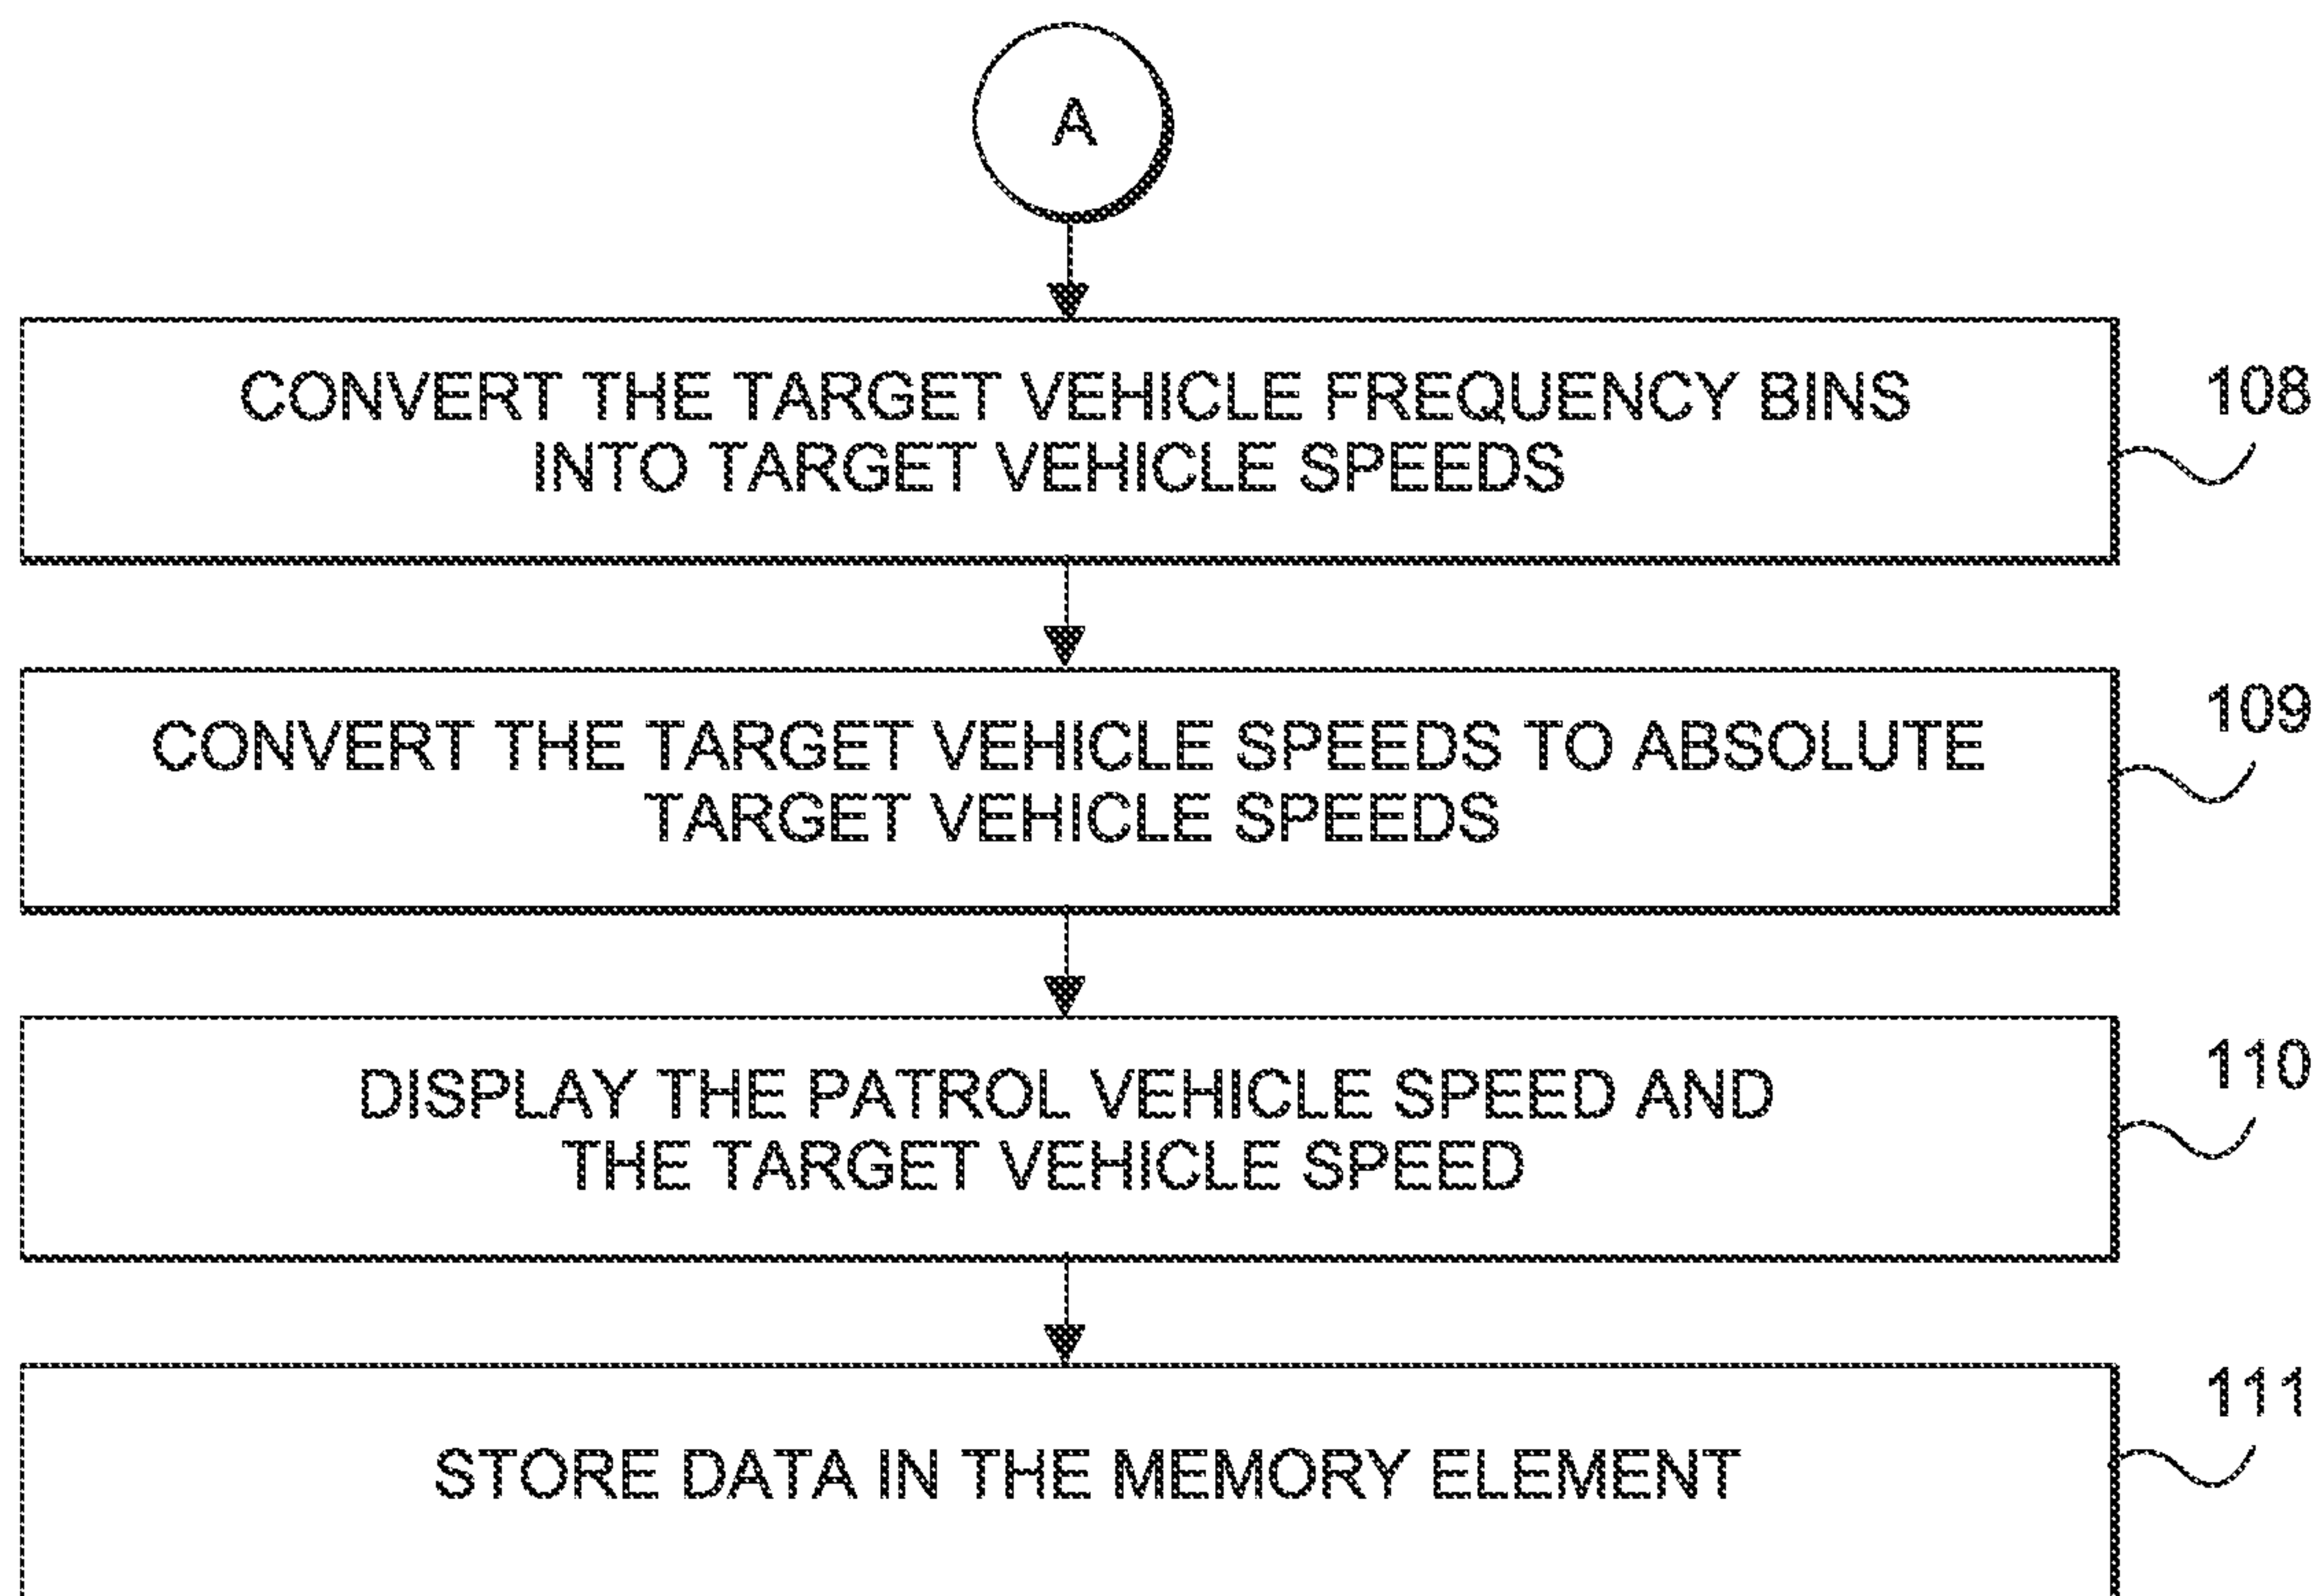 A
CONVERT THE TARGET VEHICLE FREQUENCY BINS
INTO TARGET VEHICLE SPEEDS
108
CONVERT THE TARGET VEHICLE SPEEDS TO ABSOLUTE
TARGET VEHICLE SPEEDS
109
DISPLAY THE PATROL VEHICLE SPEED AND
THE TARGET VEHICLE SPEED
110
STORE DATA IN THE MEMORY ELEMENT
111